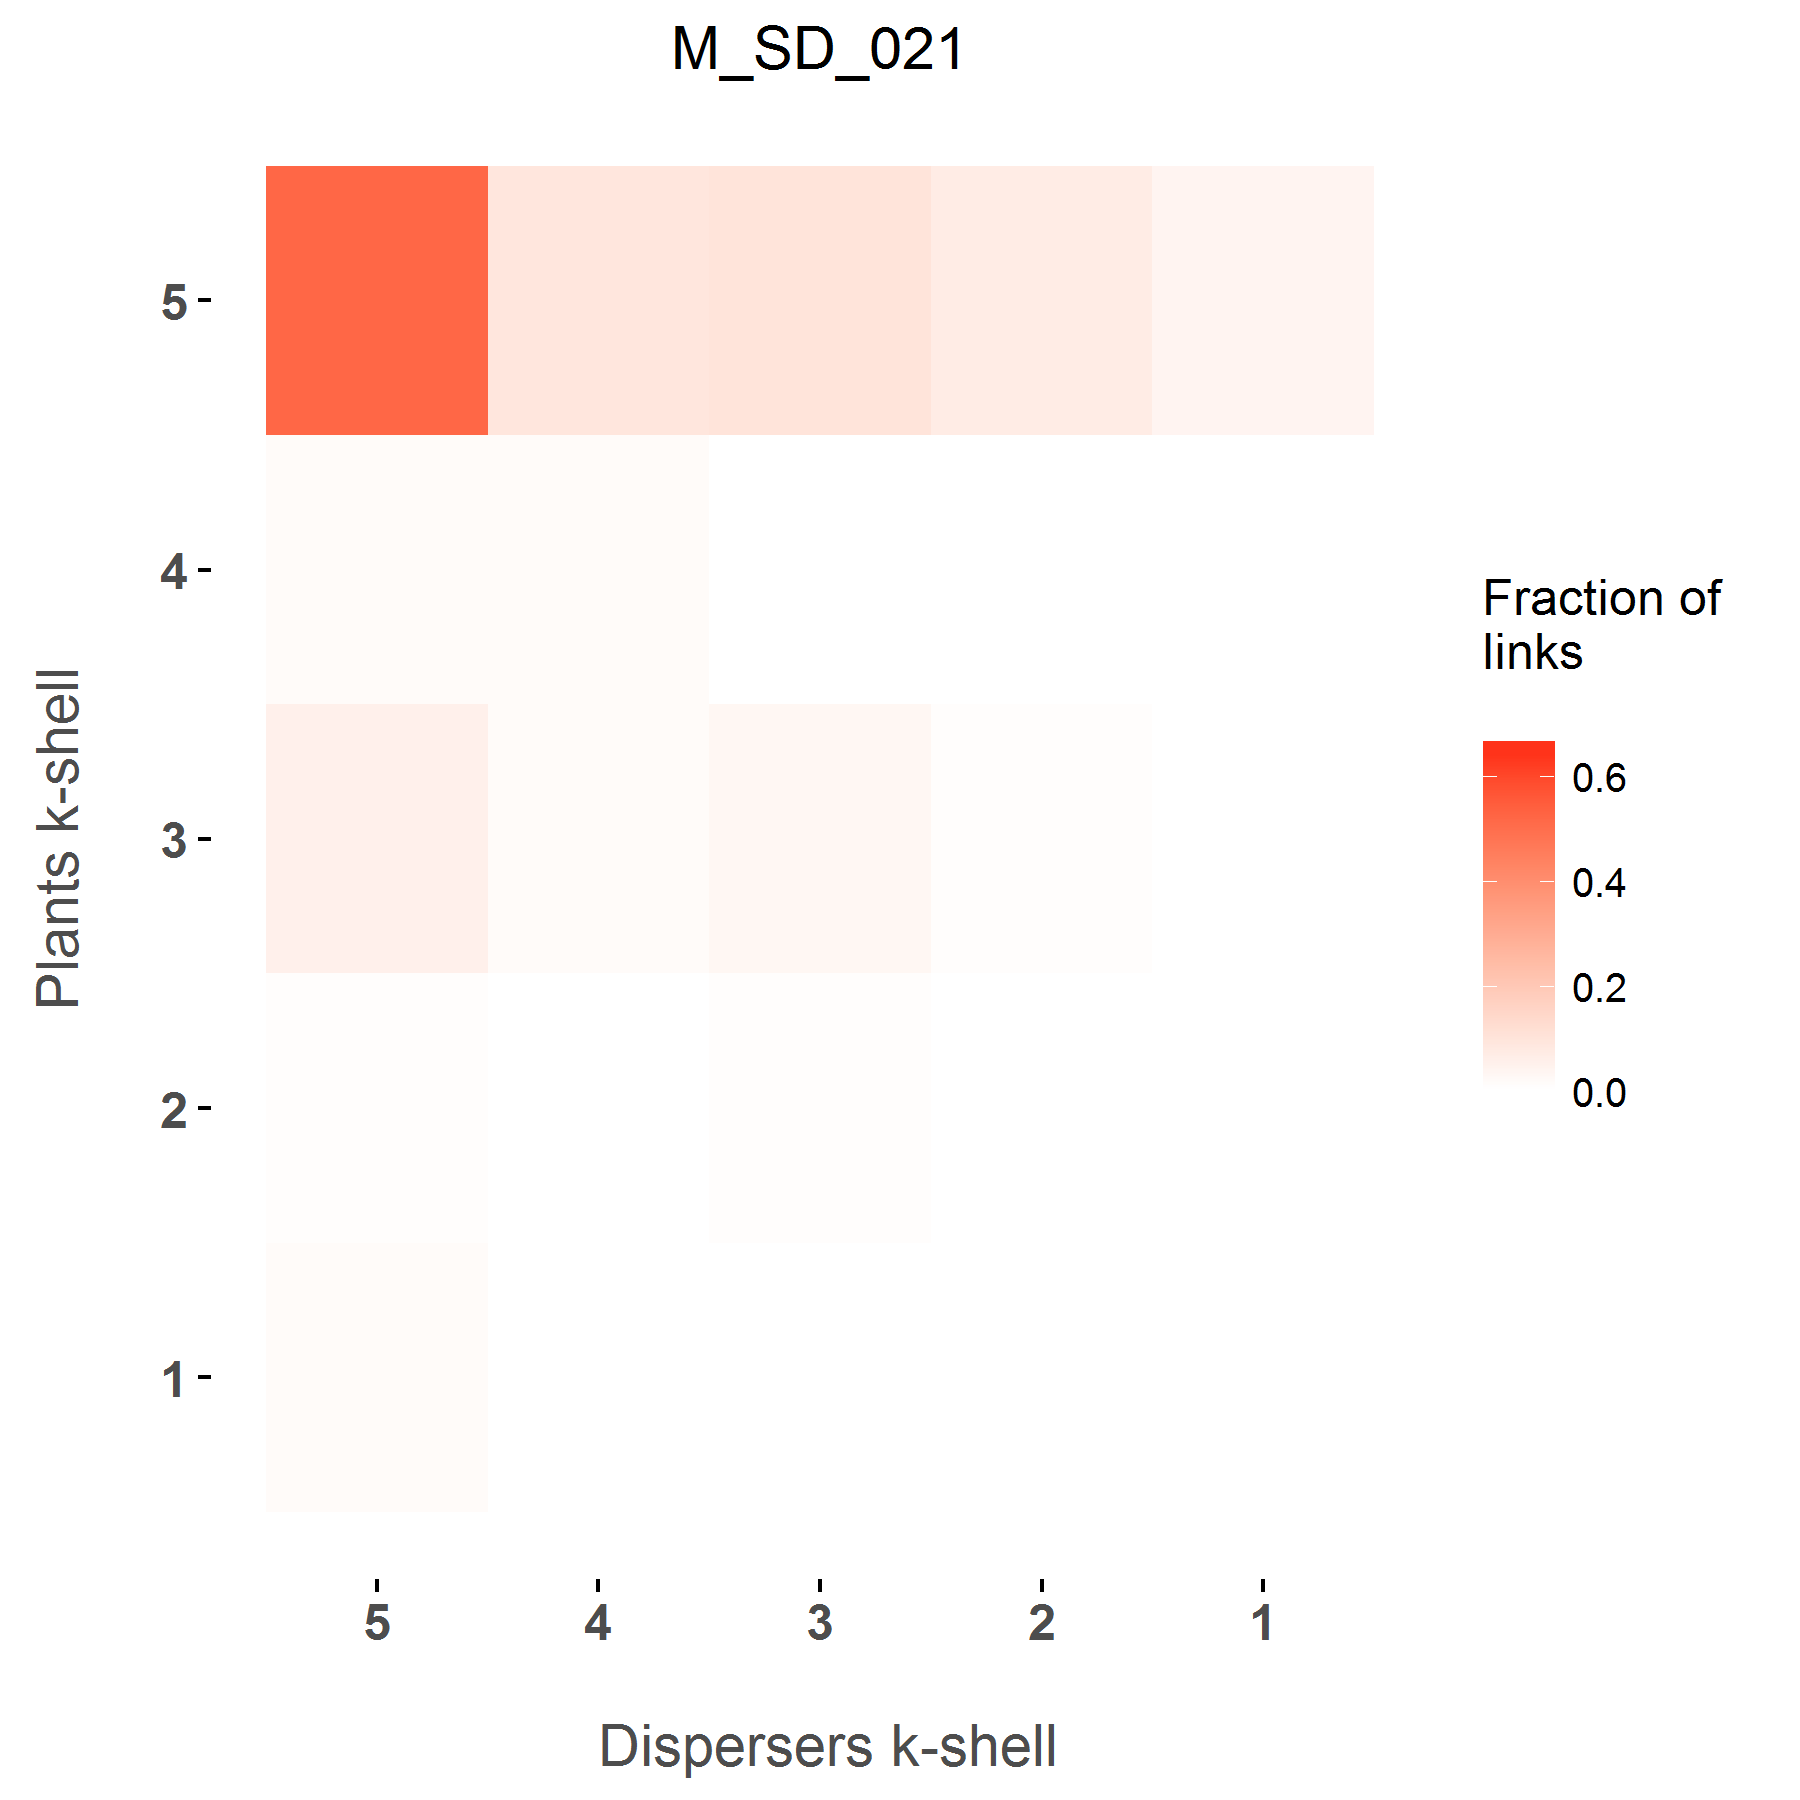 M_SD_021
5
4
3
2
1
Plants k-shell
5 4 3 2 1
Dispersers k-shell
Fraction of
links
0.6
0.4
0.2
0.0